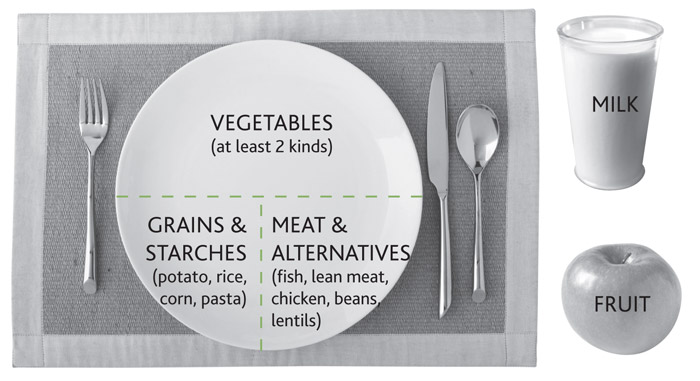 VEGETABLES
(at least 2 kinds)
GRAINS &
STARCHES
(potato, rice,
corn, pasta)
MEAT &
ALTERNATIVES
(fish, lean meat,
chicken, beans,
lentils)
MILK
FRUIT